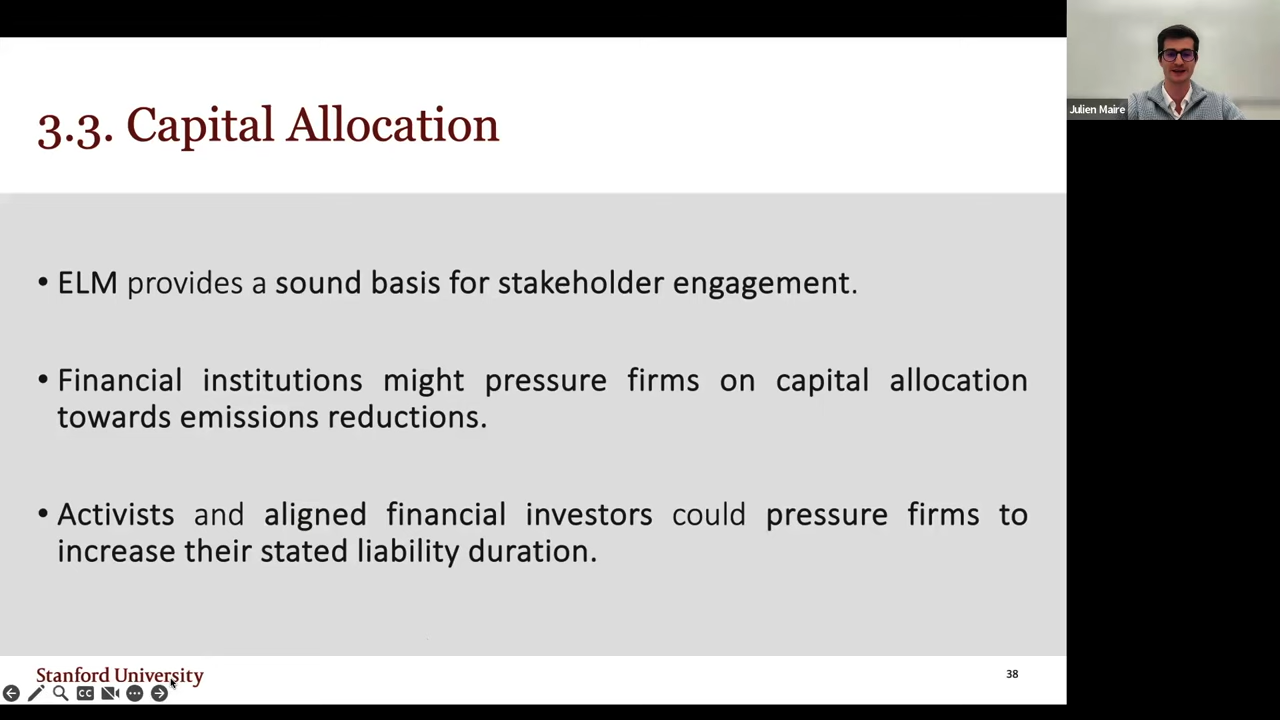 3.3. Capital Allocation
Julien Maire
• ELM provides a sound basis for stakeholder engagement.
• Financial institutions might pressure firms on capital allocation
towards emissions reductions.
• Activists and aligned financial investors could pressure firms to
increase their stated liability duration.
Stanford University
38
CC